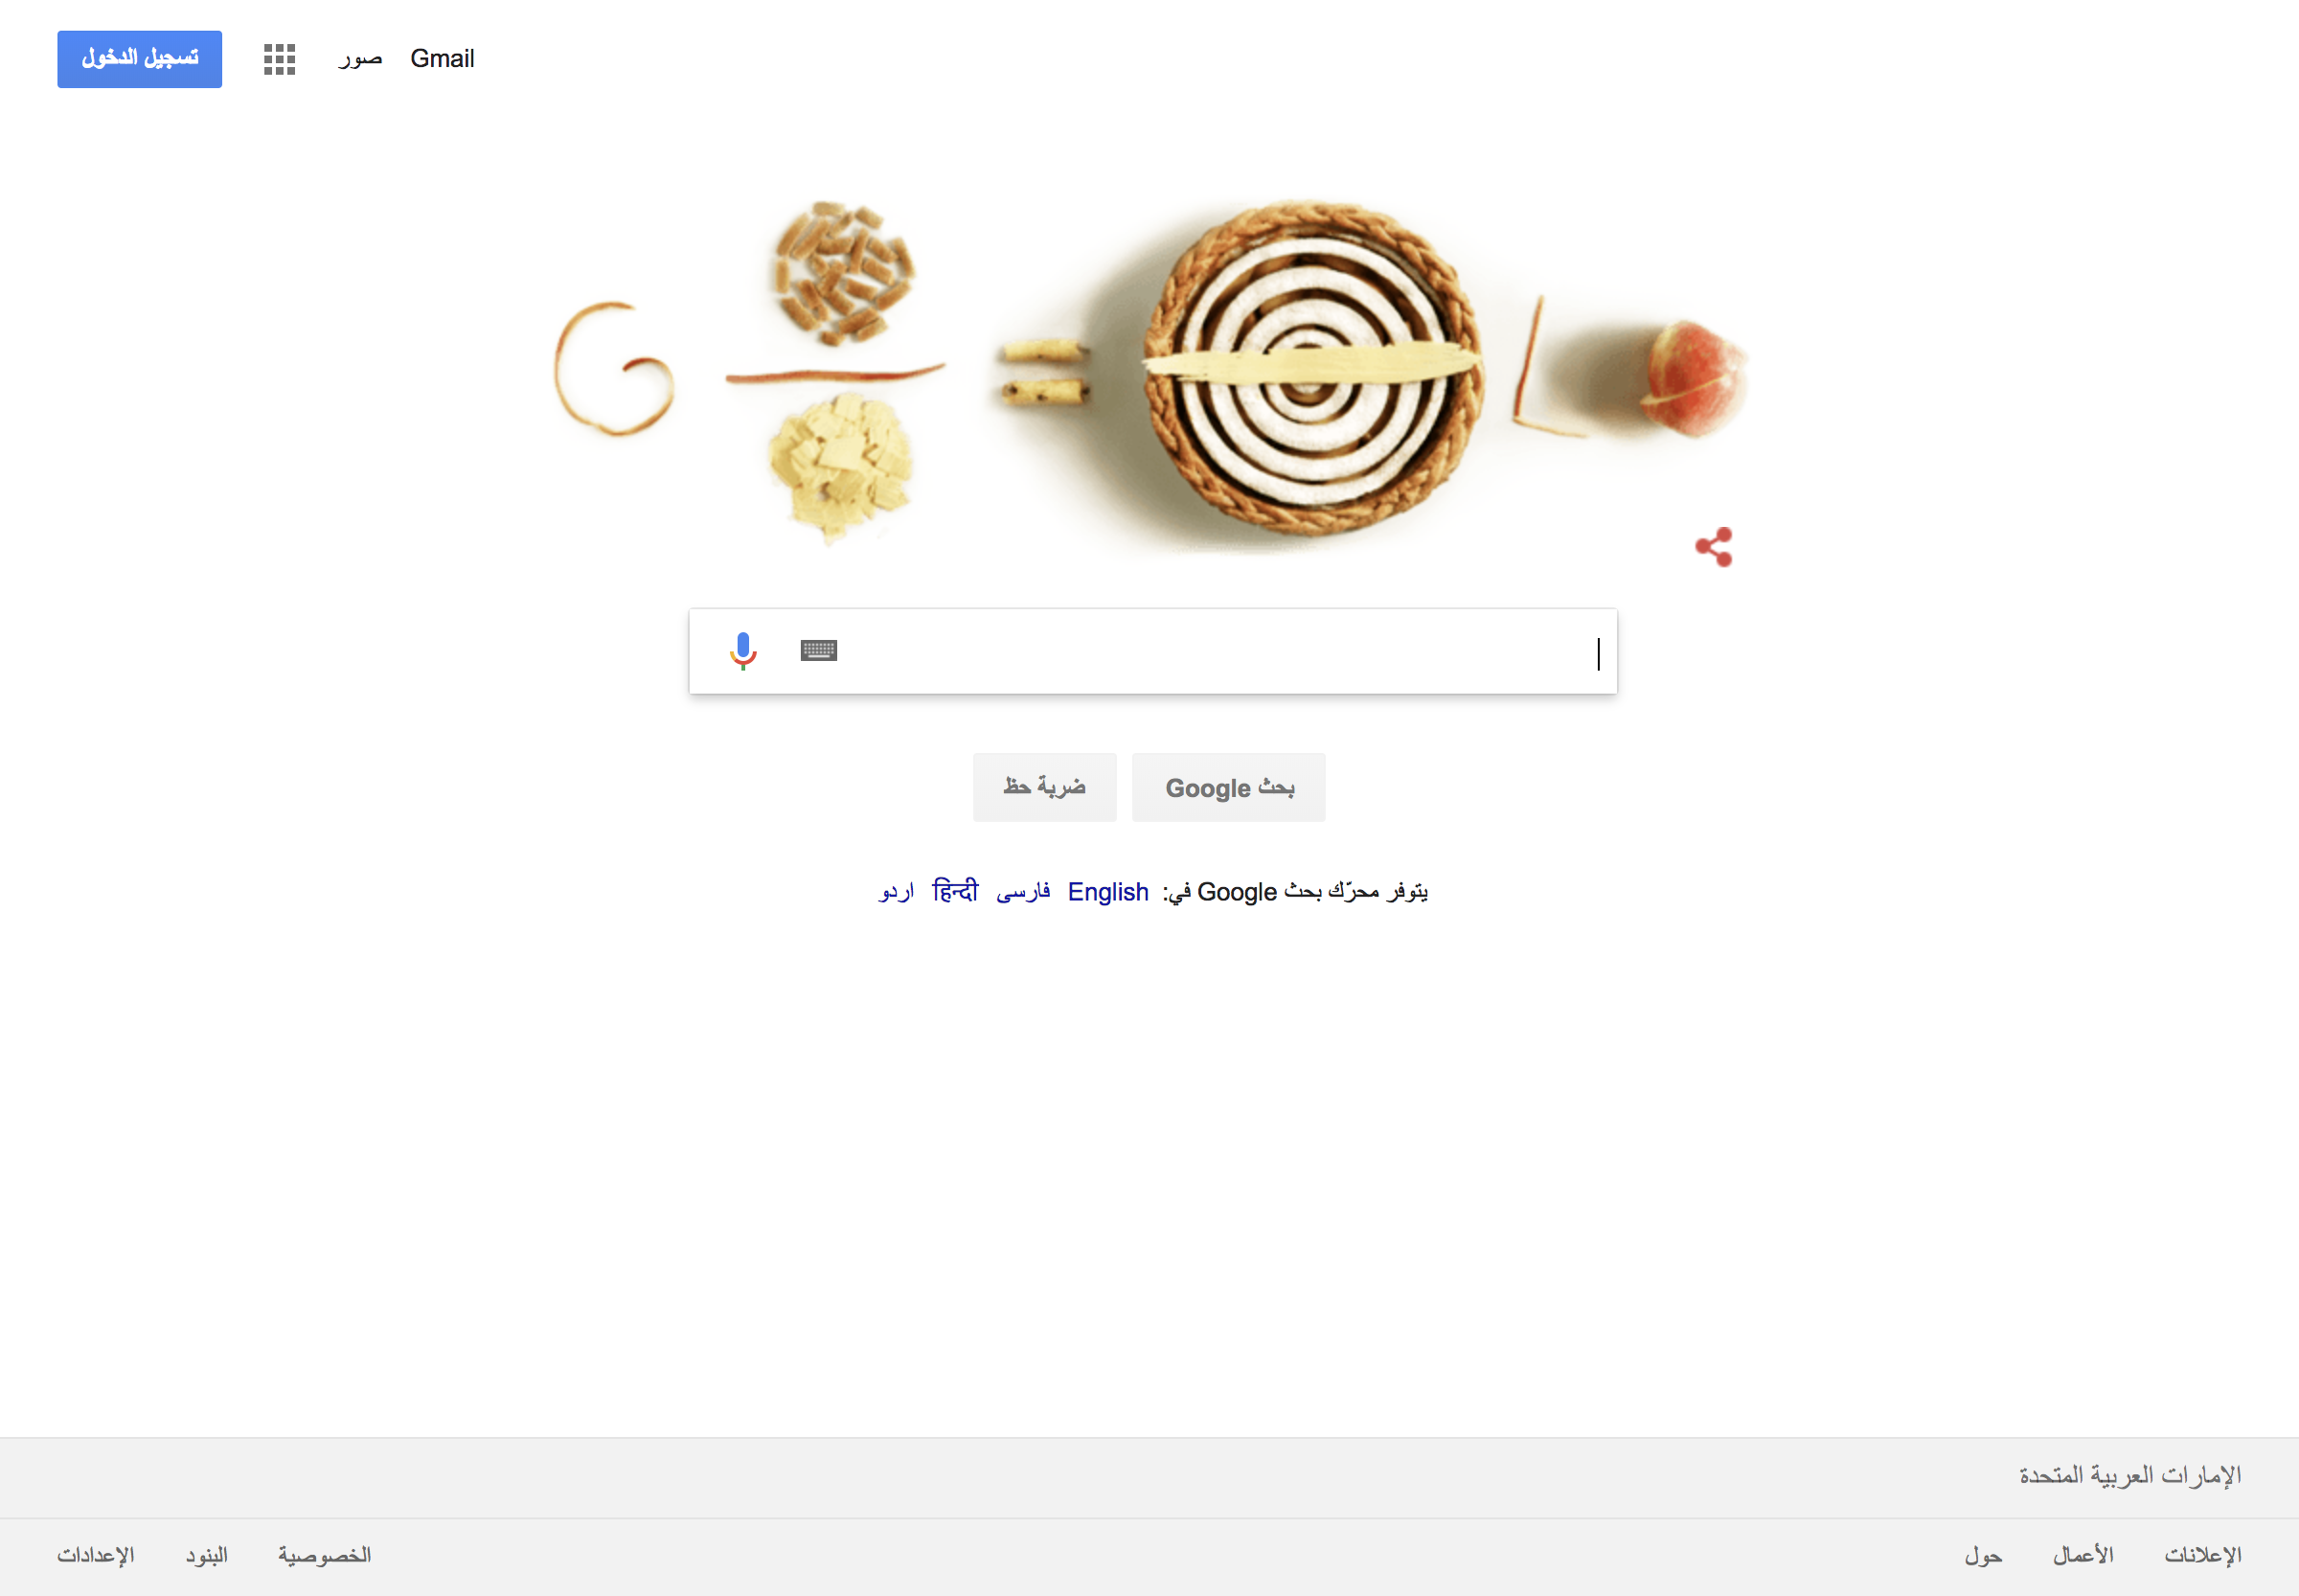 Gmail صور تسجيل الدخول
بحث Google ضربة حظ
يتوفر محرّك بحث Google في: English فارسی हिन्दी اردو
الإمارات العربية المتحدة
الإعلانات الأعمال حول الخصوصية البنود الإعدادات